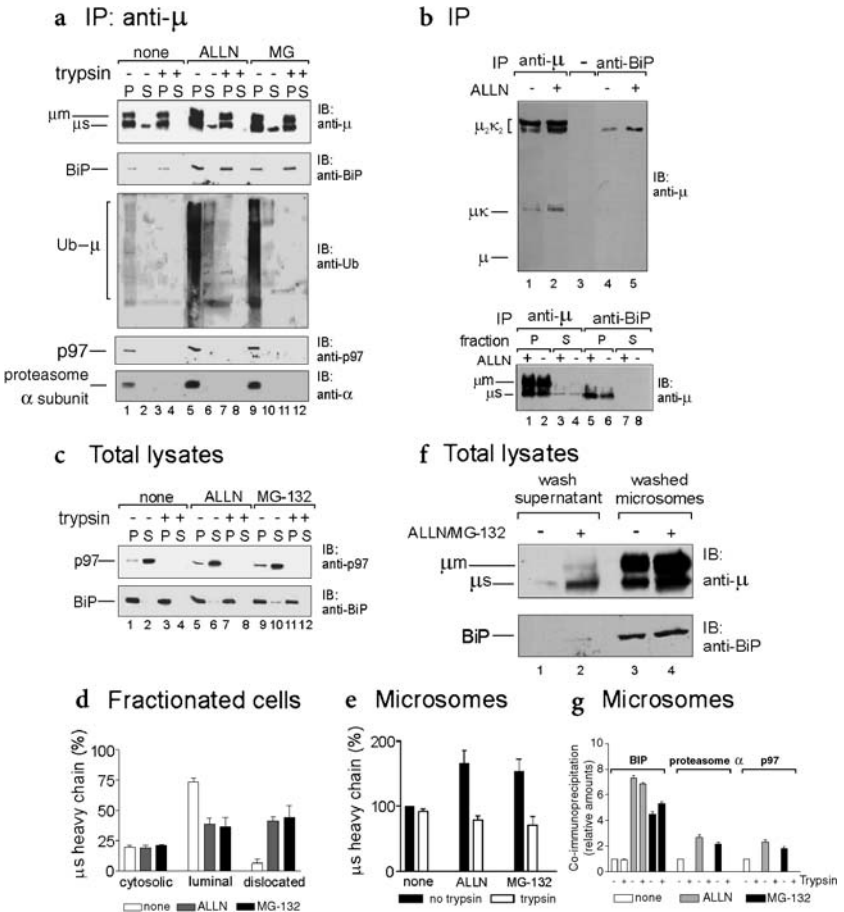 a IP: anti-μ
none ALLN MG
trypsin - - + + - - + + - - + +
P S P S P S P S P S P S
μm
μs
IB:
anti-μ
BiP
IB:
anti-BiP
Ub-μ
IB:
anti-Ub
p97
IB:
anti-p97
proteasome
α subunit
IB:
anti-α
1 2 3 4 5 6 7 8 9 10 11 12
b IP
IP anti-μ - anti-BiP
ALLN - + - +
μ2κ2
μκ
μ
IB:
anti-μ
1 2 3 4 5
IP anti-μ anti-BiP
fraction P S P S
ALLN + - + - + - + -
μm
μs
IB:
anti-μ
1 2 3 4 5 6 7 8
c Total lysates
none ALLN MG-132
trypsin - - + + - - + + - - + +
P S P S P S P S P S P S
p97
IB:
anti-p97
BiP
IB:
anti-BiP
1 2 3 4 5 6 7 8 9 10 11 12
f Total lysates
wash
supernatant
washed
microsomes
ALLN/MG-132 - + - +
μm
μs
IB:
anti-μ
BiP
IB:
anti-BiP
1 2 3 4
d Fractionated cells
μs heavy chain (%)
100
75
50
25
0
cytosolic luminal dislocated
none ALLN MG-132
e Microsomes
μs heavy chain (%)
200
100
0
none ALLN MG-132
no trypsin trypsin
g Microsomes
Co-immunoprecipitation
(relative amounts)
10
8
6
4
2
0
BIP proteasome α p97
- + - + - + - + - + - + - + - + - + Trypsin
none ALLN MG-132